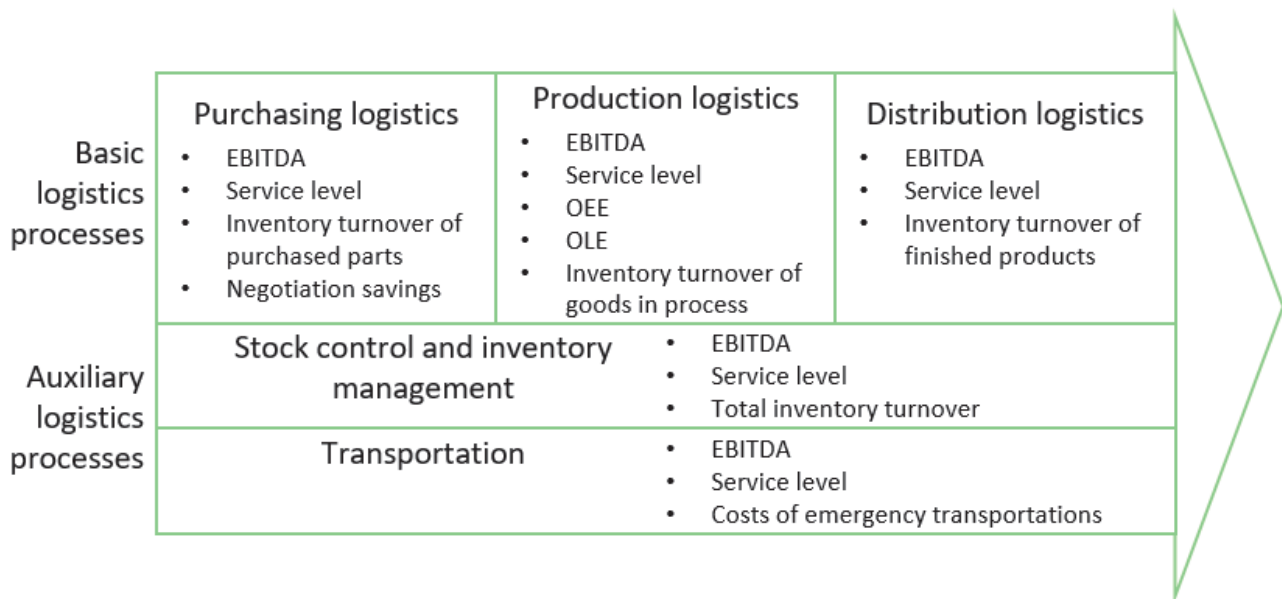 Basic
logistics
processes
Purchasing logistics
• EBITDA
• Service level
• Inventory turnover of
purchased parts
• Negotiation savings
Production logistics
• EBITDA
• Service level
• OEE
• OLE
• Inventory turnover of
goods in process
Distribution logistics
• EBITDA
• Service level
• Inventory turnover of
finished products
Auxiliary
logistics
processes
Stock control and inventory
management
• EBITDA
• Service level
• Total inventory turnover
Transportation
• EBITDA
• Service level
• Costs of emergency transportations